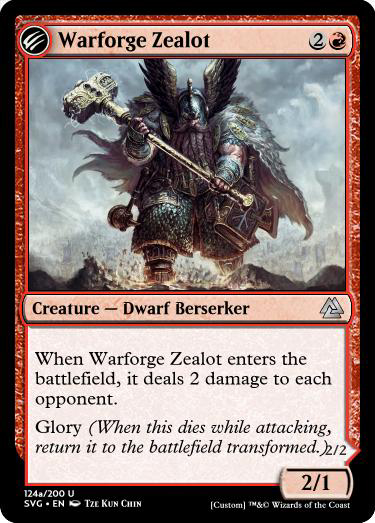 Warforge Zealot 2
Creature — Dwarf Berserker
When Warforge Zealot enters the
battlefield, it deals 2 damage to each
opponent.
Glory (When this dies while attacking,
return it to the battlefield transformed.)
2/2
2/1
124a/200 U
SVG • EN Tze Kun Chin
[Custom] ™&© Wizards of the Coast